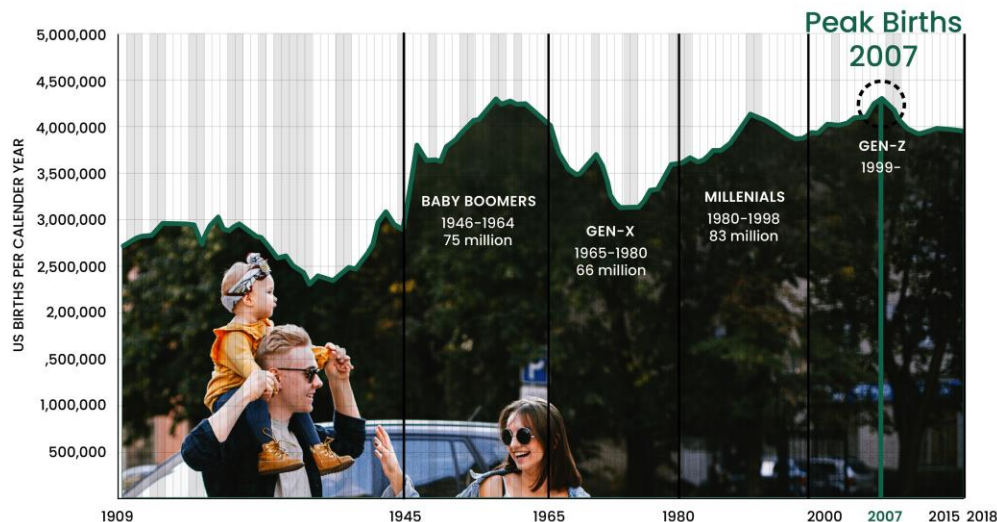 Peak Births
2007
5,000,000
4,500,000
4,000,000
3,500,000
3,000,000
2,500,000
2,00,000
,500,000
1,000,000
500,000
US BIRTHS PER CALENDER YEAR
BABY BOOMERS
1946-1964
75 million
GEN-X
1965-1980
66 million
MILLENIALS
1980-1998
83 million
GEN-Z
1999-
P
1909 1945 1965 1980 2000 2007 2015 2018